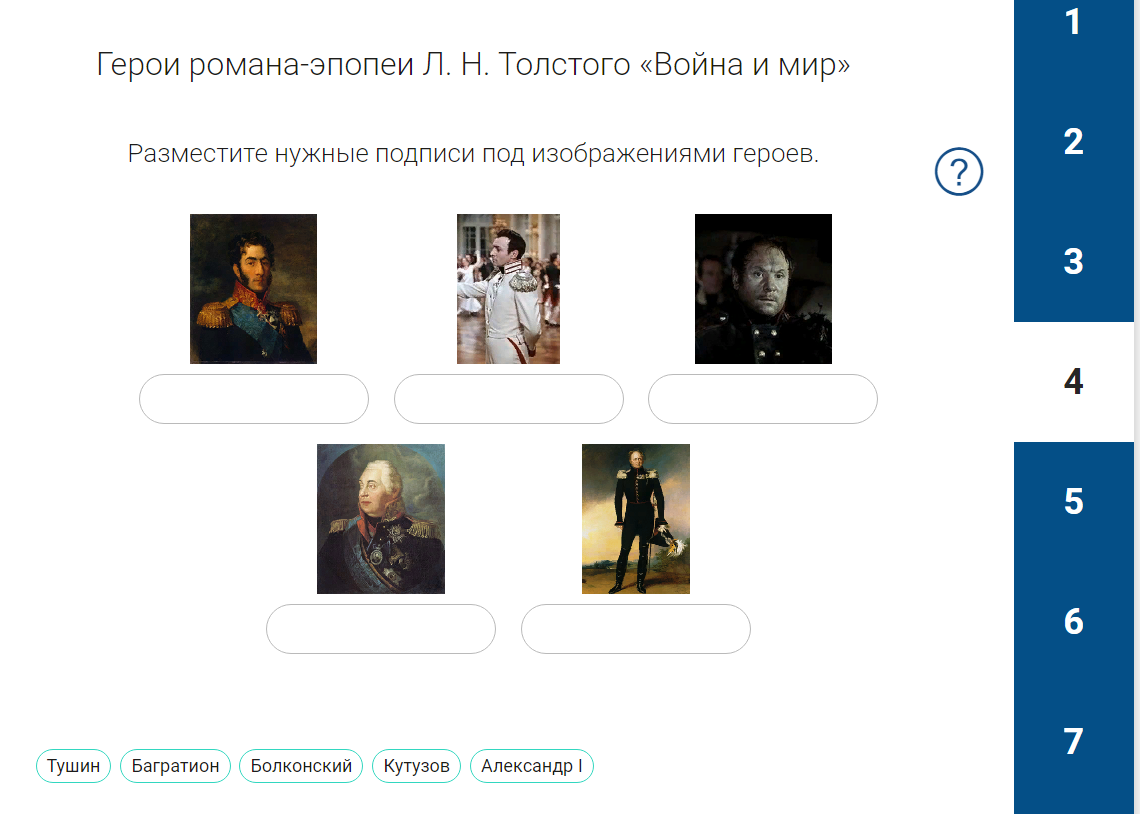 Герои романа-эпопеи Л. Н. Толстого «Война и мир»
Разместите нужные подписи под изображениями героев.
?
Тушин
Багратион
Болконский
Кутузов
Александр I
1
2
3
4
5
6
7